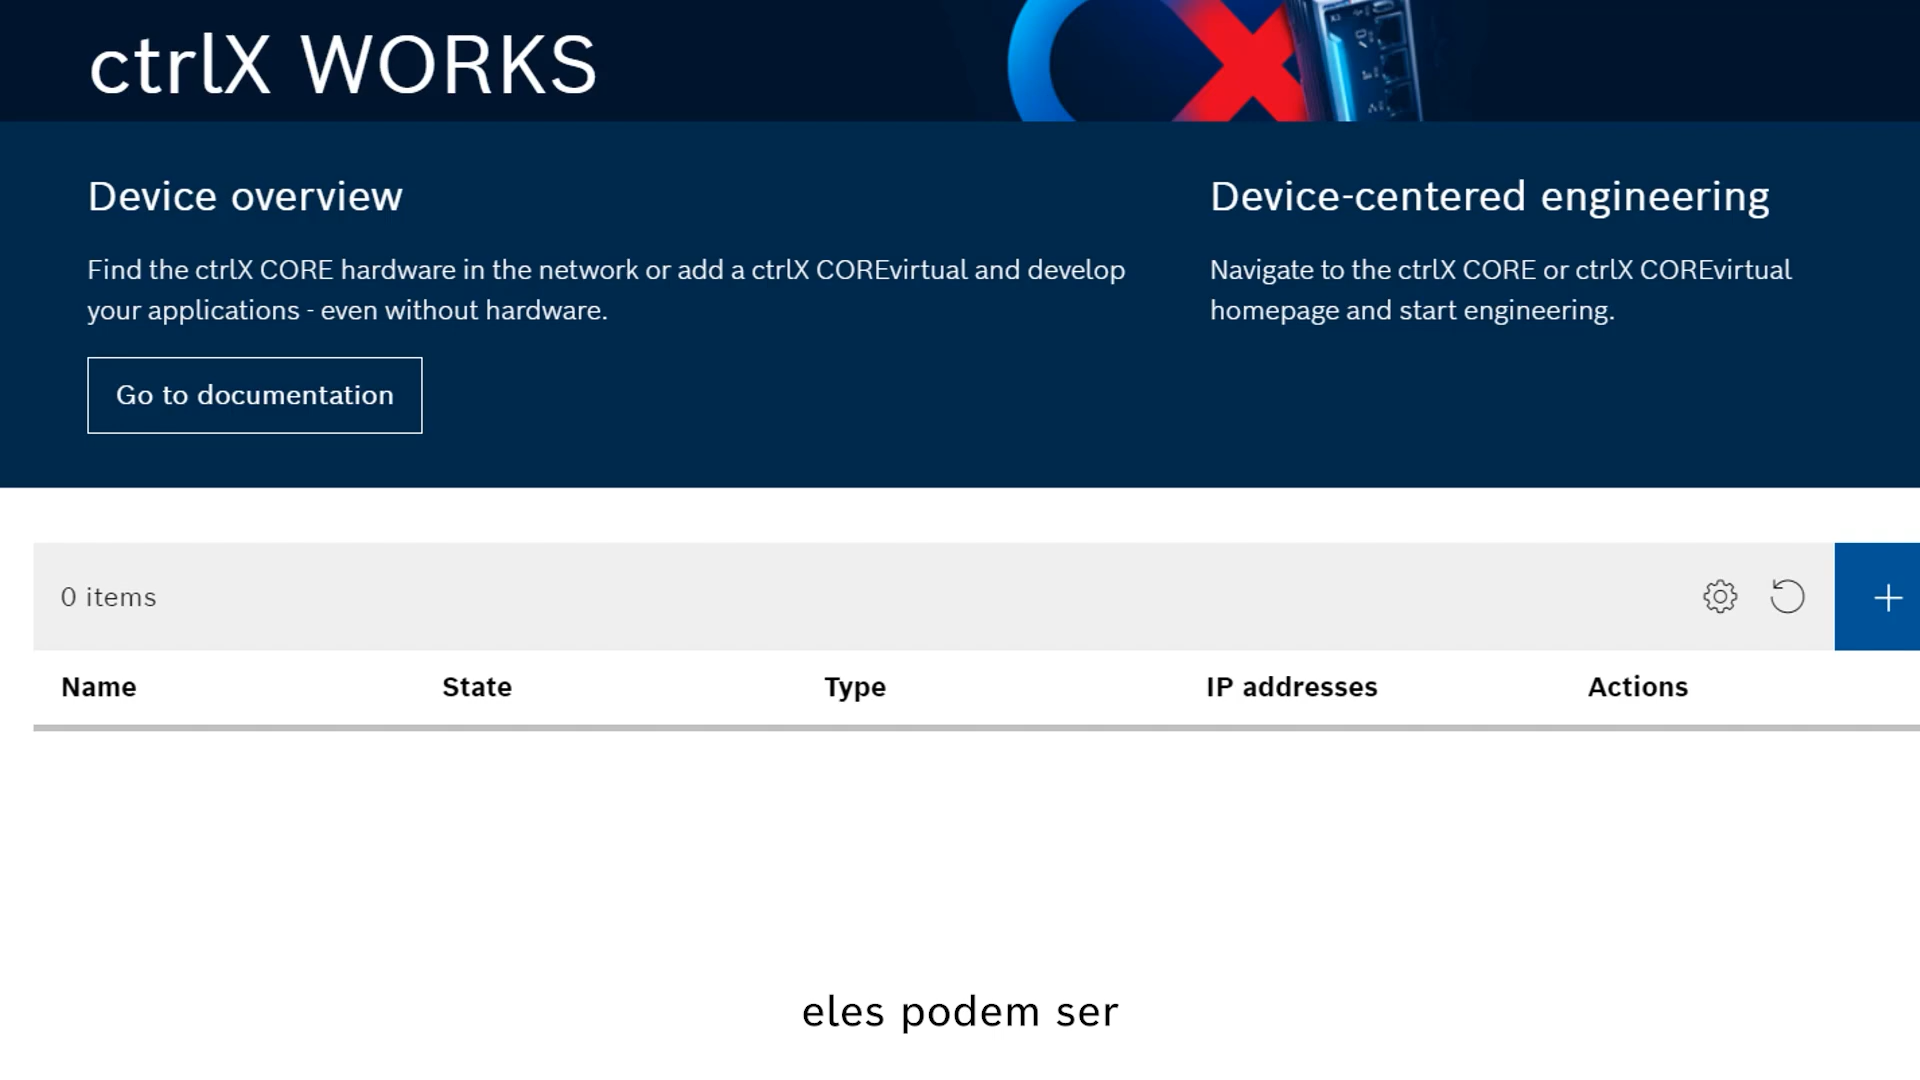 ctrlX WORKS
Device overview
Find the ctrlX CORE hardware in the network or add a ctrlX COREvirtual and develop
your applications - even without hardware.
Go to documentation
Device-centered engineering
Navigate to the ctrlX CORE or ctrlX COREvirtual
homepage and start engineering.
0 items
Name State Type IP addresses Actions
eles podem ser